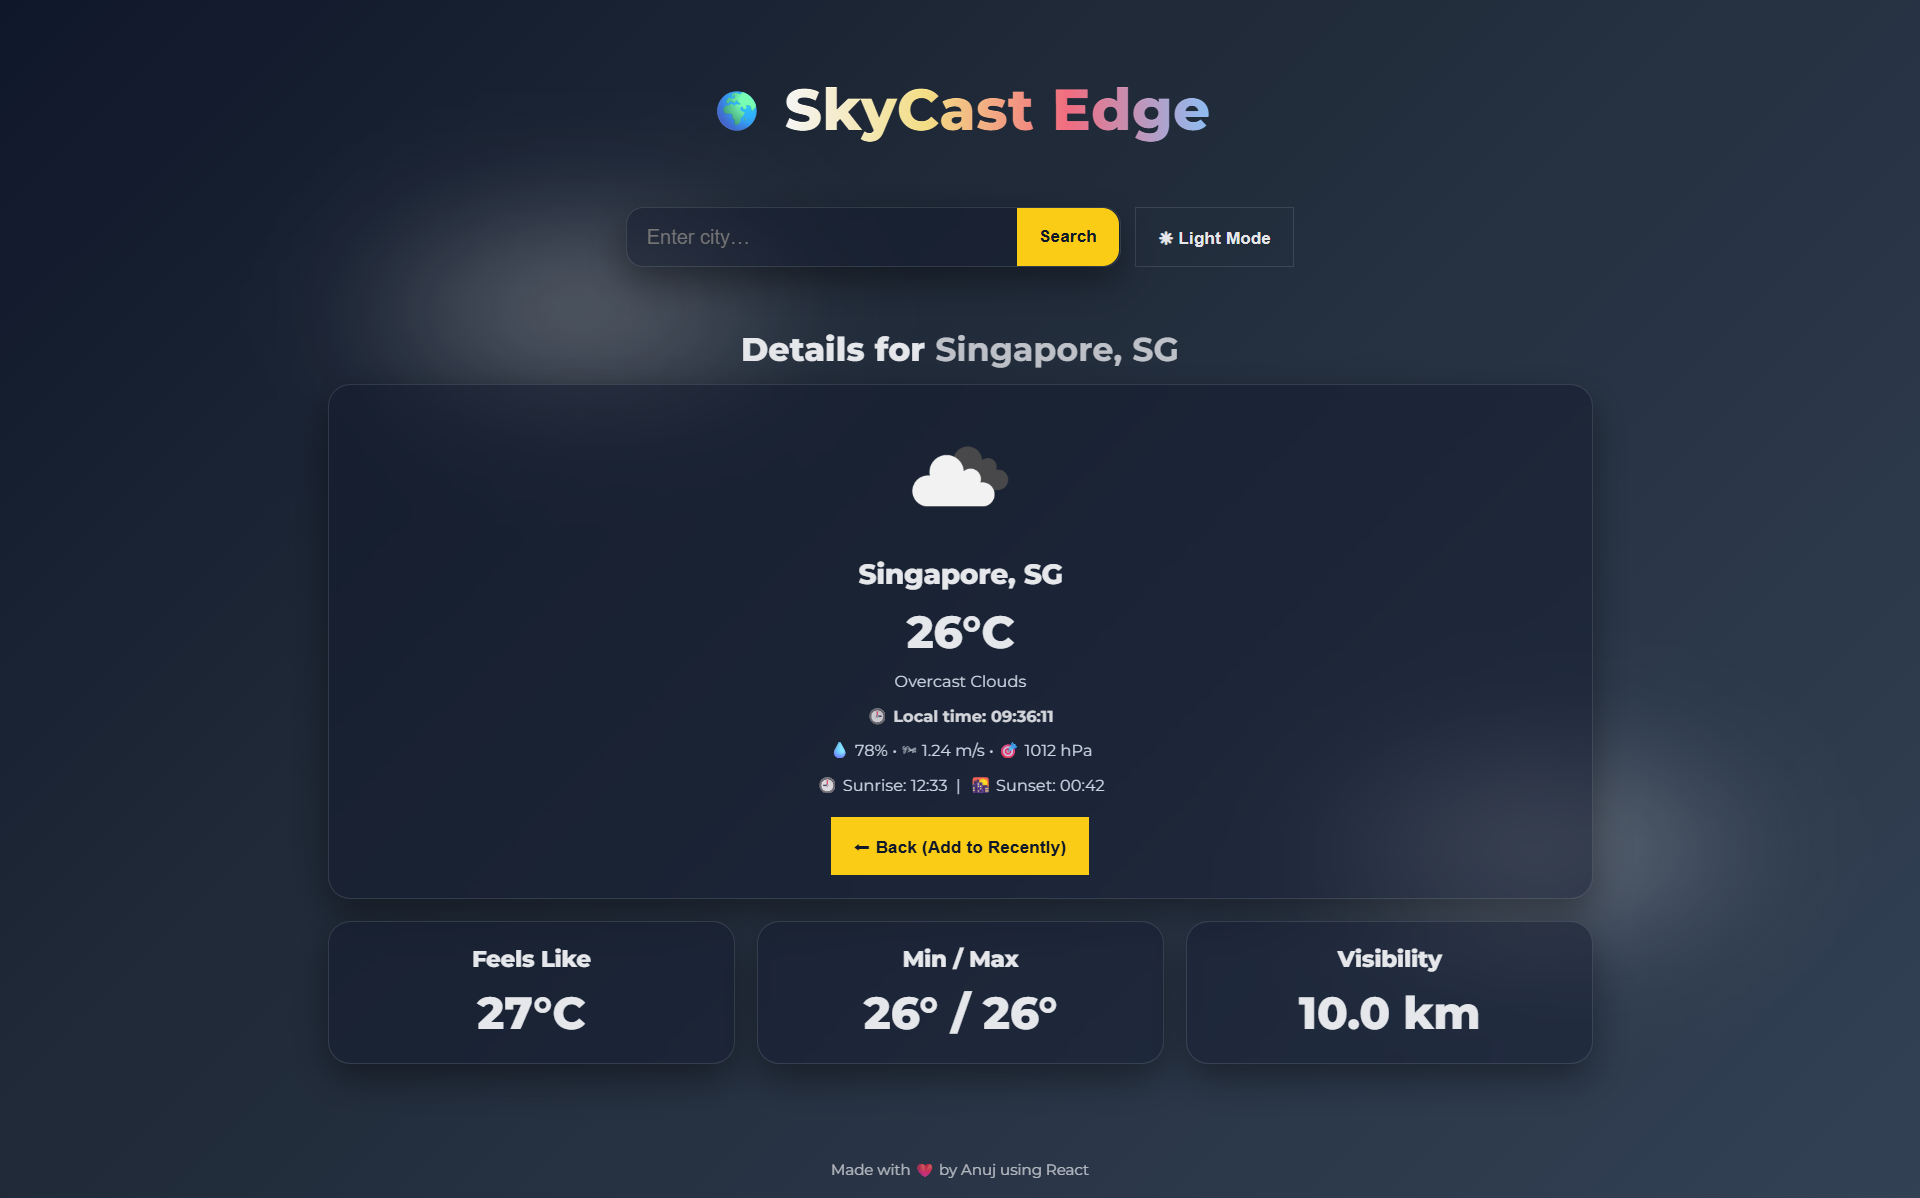 🌍 SkyCast Edge
Enter city...
Search
☀ Light Mode
Details for Singapore, SG
Singapore, SG
26°C
Overcast Clouds
🕒 Local time: 09:36:11
💧 78% • 🌬 1.24 m/s • 🎯 1012 hPa
🕘 Sunrise: 12:33 | 🌇 Sunset: 00:42
⬅ Back (Add to Recently)
Feels Like
27°C
Min / Max
26° / 26°
Visibility
10.0 km
Made with ❤️ by Anuj using React